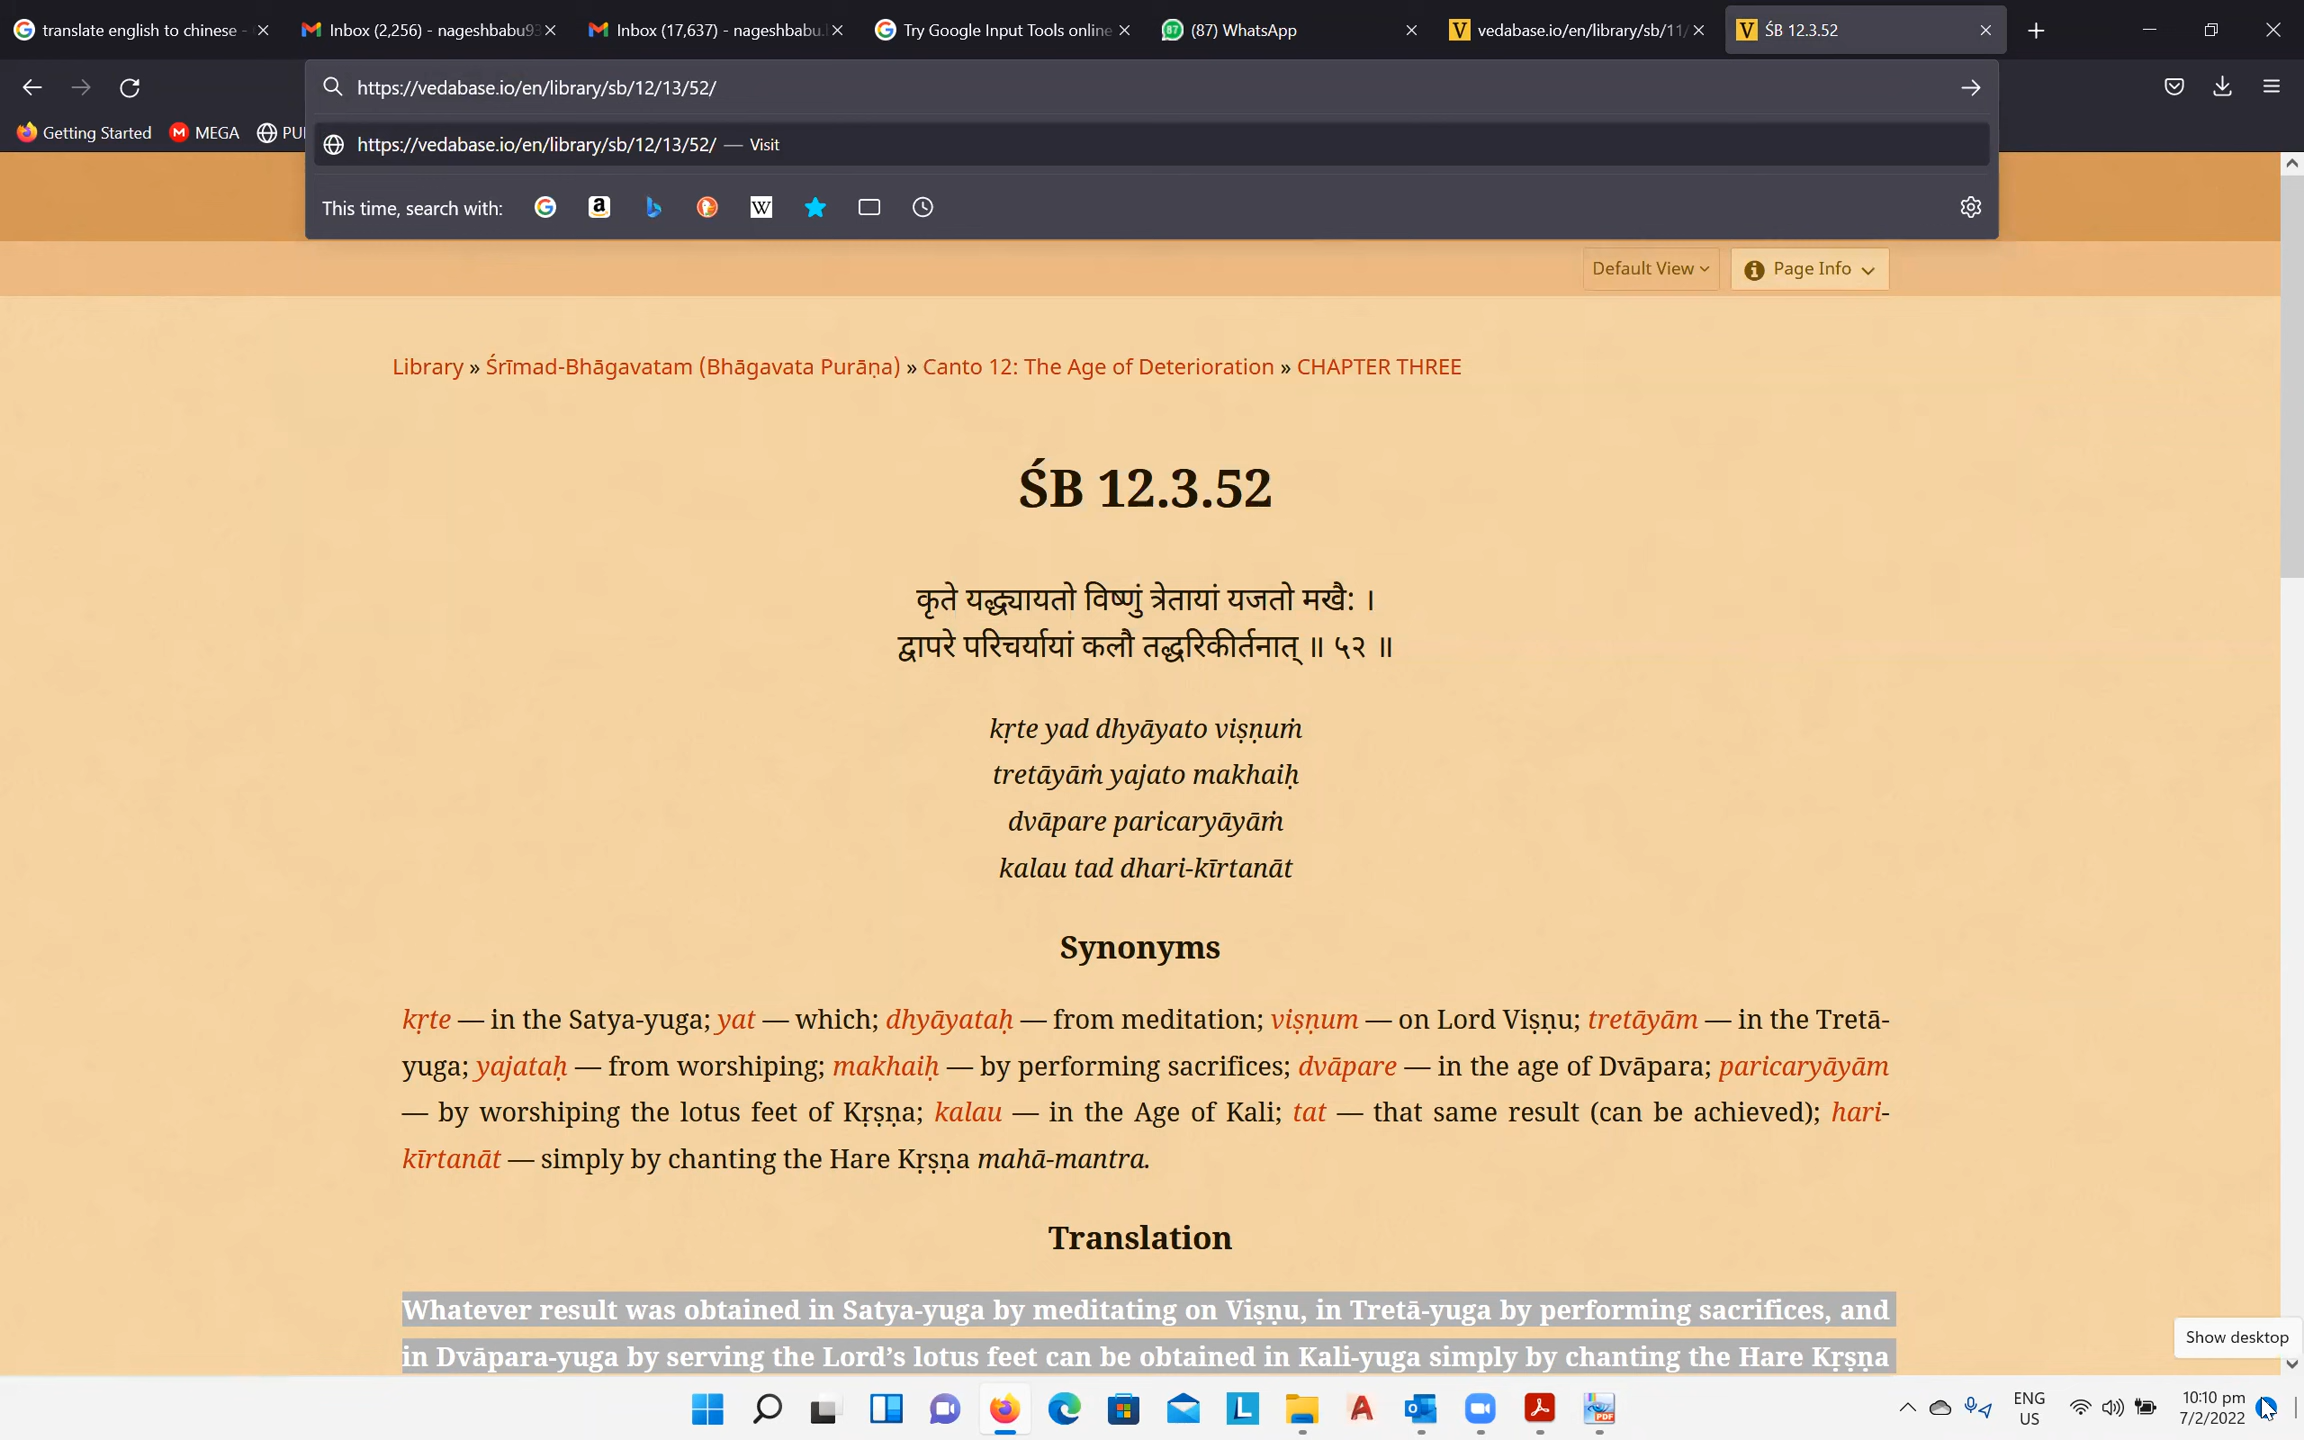 translate english to chinese -
Inbox (2,256) - nageshbabu93
Inbox (17,637) - nageshbabu.
Try Google Input Tools online
(87) WhatsApp
vedabase.io/en/library/sb/11/
ŚB 12.3.52
https://vedabase.io/en/library/sb/12/13/52/
Getting Started
MEGA
https://vedabase.io/en/library/sb/12/13/52/ — Visit
This time, search with:
Default View
Page Info
Library » Śrīmad-Bhāgavatam (Bhāgavata Purāṇa) » Canto 12: The Age of Deterioration » CHAPTER THREE
ŚB 12.3.52
कृते यद्ध्यायतो विष्णुं त्रेतायां यजतो मखै: ।
द्वापरे परिचर्यायां कलौ तद्धरिकीर्तनात् ॥ ५२ ॥
kṛte yad dhyāyato viṣṇuṁ
tretāyāṁ yajato makhaiḥ
dvāpare paricaryāyāṁ
kalau tad dhari-kīrtanāt
Synonyms
kṛte — in the Satya-yuga; yat — which; dhyāyataḥ — from meditation; viṣṇum — on Lord Viṣṇu; tretāyām — in the Tretā-
yuga; yajataḥ — from worshiping; makhaiḥ — by performing sacrifices; dvāpare — in the age of Dvāpara; paricaryāyām
— by worshiping the lotus feet of Kṛṣṇa; kalau — in the Age of Kali; tat — that same result (can be achieved); hari-
kīrtanāt — simply by chanting the Hare Kṛṣṇa mahā-mantra.
Translation
Whatever result was obtained in Satya-yuga by meditating on Viṣṇu, in Tretā-yuga by performing sacrifices, and
in Dvāpara-yuga by serving the Lord’s lotus feet can be obtained in Kali-yuga simply by chanting the Hare Kṛṣṇa
Show desktop
ENG
US
10:10 pm
7/2/2022